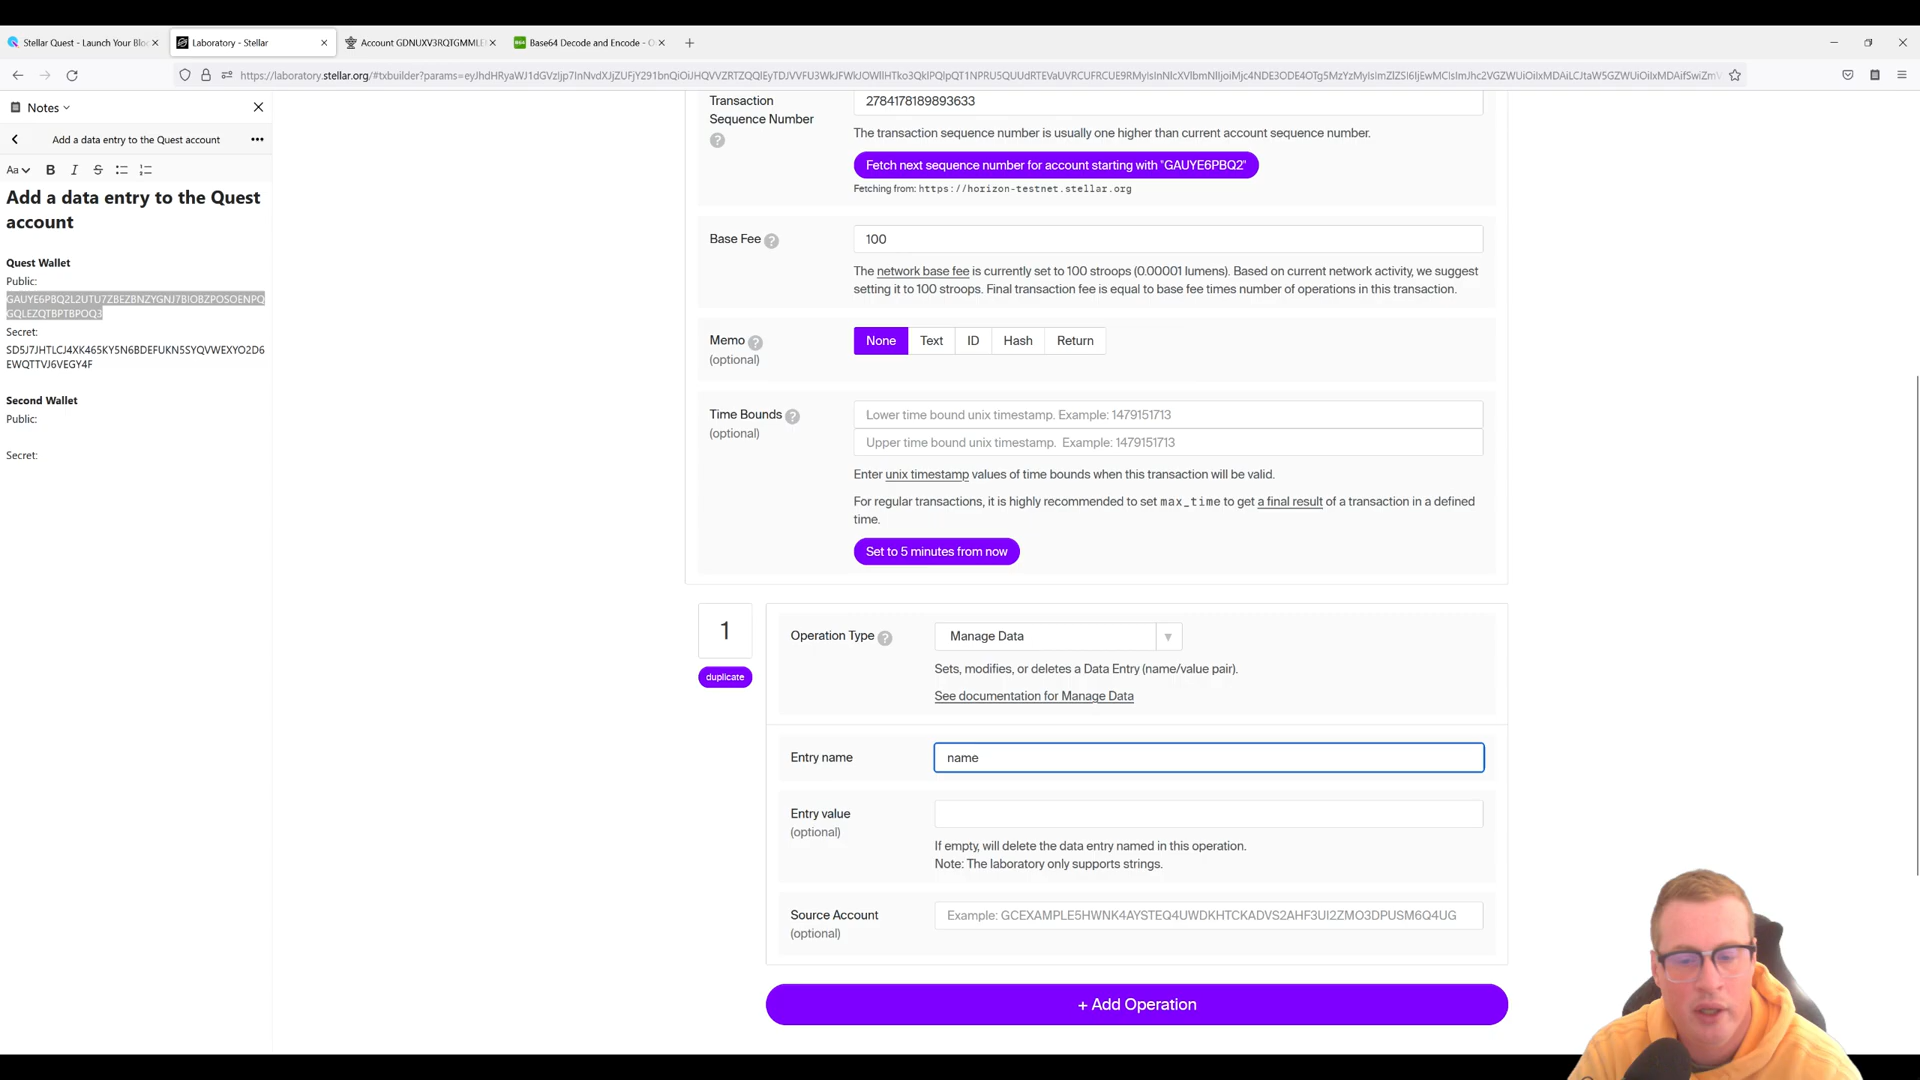 Stellar Quest - Launch Your Bloc
Laboratory - Stellar
Account GDNUXV3RQTGMMLE
Base64 Decode and Encode - O
laboratory.stellar.org
Notes
Add a data entry to the Quest account
Aa B I S
Add a data entry to the Quest
account
Quest Wallet
Public:
GAUYE6PBQ2L2UTU7ZBEZBNZYGNJ7BIOBZPOSOENPQ
GQLEZQTBPTBPOQ3
Secret:
SD5J7JHTLCJ4XK465KY5N6BDEFUKN5SYQVWEXYO2D6
EWQTTVJ6VEGY4F
Second Wallet
Public:
Secret:
Transaction
Sequence Number
?
2784178189893633
The transaction sequence number is usually one higher than current account sequence number.
Fetch next sequence number for account starting with "GAUYE6PBQ2"
Fetching from: https://horizon-testnet.stellar.org
Base Fee ?
100
The network base fee is currently set to 100 stroops (0.00001 lumens). Based on current network activity, we suggest
setting it to 100 stroops. Final transaction fee is equal to base fee times number of operations in this transaction.
Memo ?
(optional)
None Text ID Hash Return
Time Bounds ?
(optional)
Lower time bound unix timestamp. Example: 1479151713
Upper time bound unix timestamp. Example: 1479151713
Enter unix timestamp values of time bounds when this transaction will be valid.
For regular transactions, it is highly recommended to set max_time to get a final result of a transaction in a defined
time.
Set to 5 minutes from now
1
duplicate
Operation Type ?
Manage Data
Sets, modifies, or deletes a Data Entry (name/value pair).
See documentation for Manage Data
Entry name
name
Entry value
(optional)
If empty, will delete the data entry named in this operation.
Note: The laboratory only supports strings.
Source Account
(optional)
Example: GCEXAMPLE5HWNK4AYSTEQ4UWDKHTCKADVS2AHF3UI2ZMO3DPUSM6Q4UG
+ Add Operation